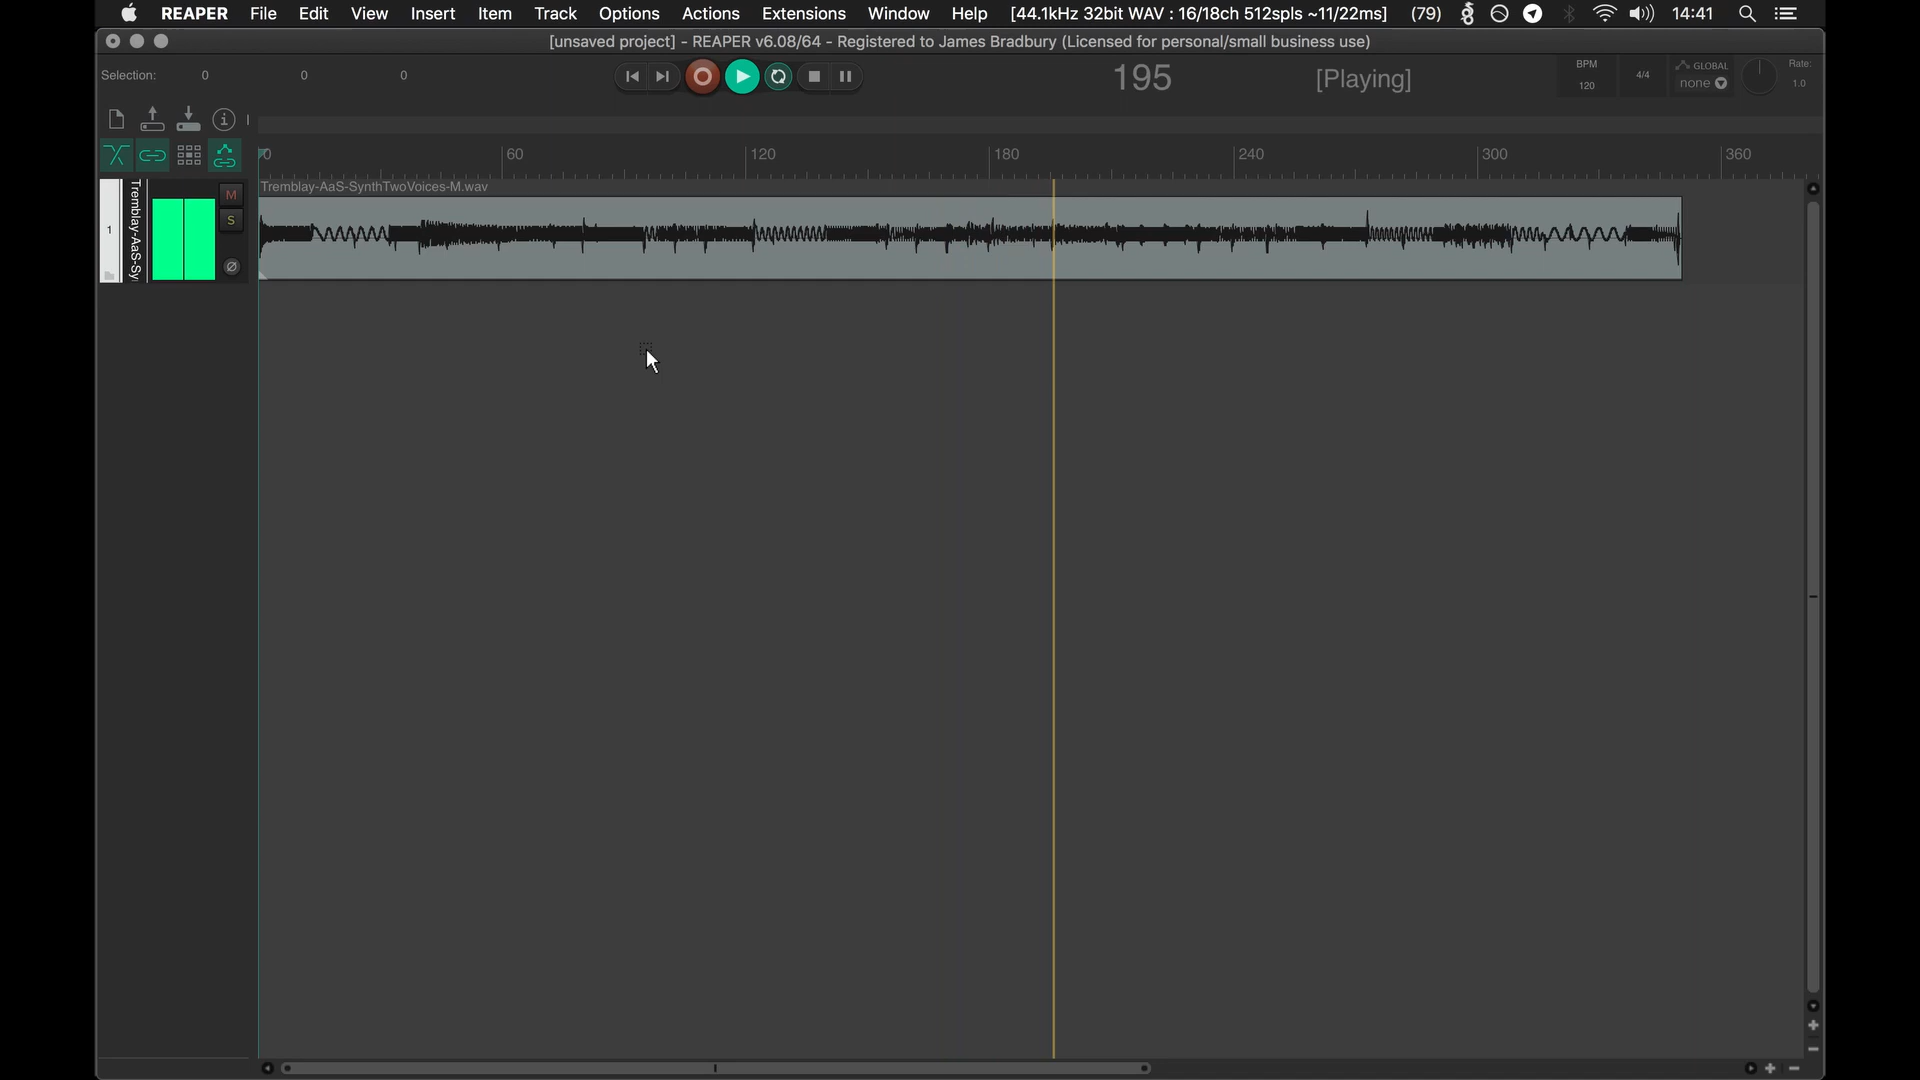 REAPER File Edit View Insert Item Track Options Actions Extensions Window Help [44.1kHz 32bit WAV : 16/18ch 512spls ~11/22ms] (79) 14:41
[unsaved project] - REAPER v6.08/64 - Registered to James Bradbury (Licensed for personal/small business use)
Selection: 0 0 0 195 [Playing] BPM 120 4/4 GLOBAL none Rate: 1.0
0 60 120 180 240 300 360
Tremblay-AaS-SynthTwoVoices-M.wav
1 Tremblay-AaS-Sy M
S